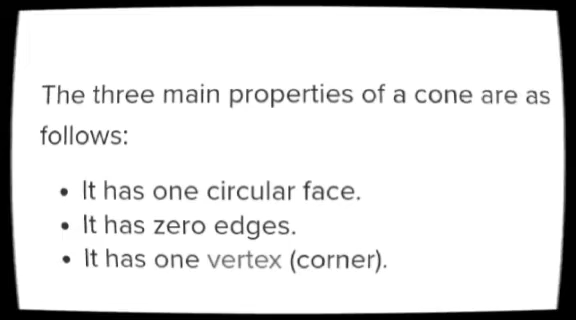 The three main properties of a cone are as
follows:
• It has one circular face.
• It has zero edges.
• It has one vertex (corner).